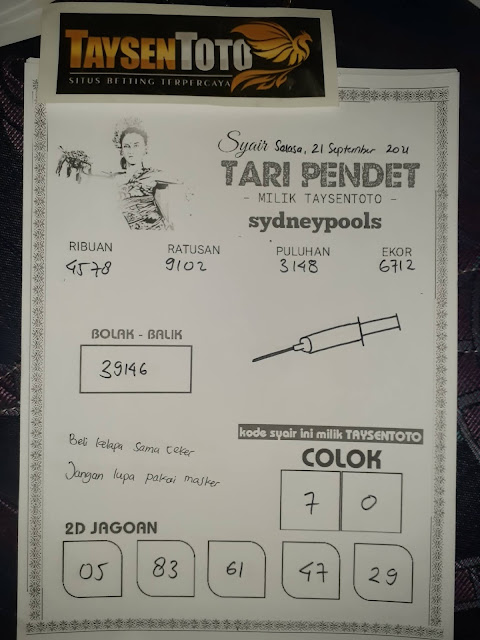 TAYSENTOTO
SITUS BETTING TERPERCAYA
Syair Selasa, 21 September 2021
TARI PENDET
- MILIK TAYSENTOTO -
sydneypools
RIBUAN RATUSAN PULUHAN EKOR
4578 9102 3148 6712
BOLAK - BALIK
39146
Beli kelapa sama teker
Jangan lupa pakai masker
kode syair ini milik TAYSENTOTO
COLOK
7 0
2D JAGOAN
05 83 61 47 29